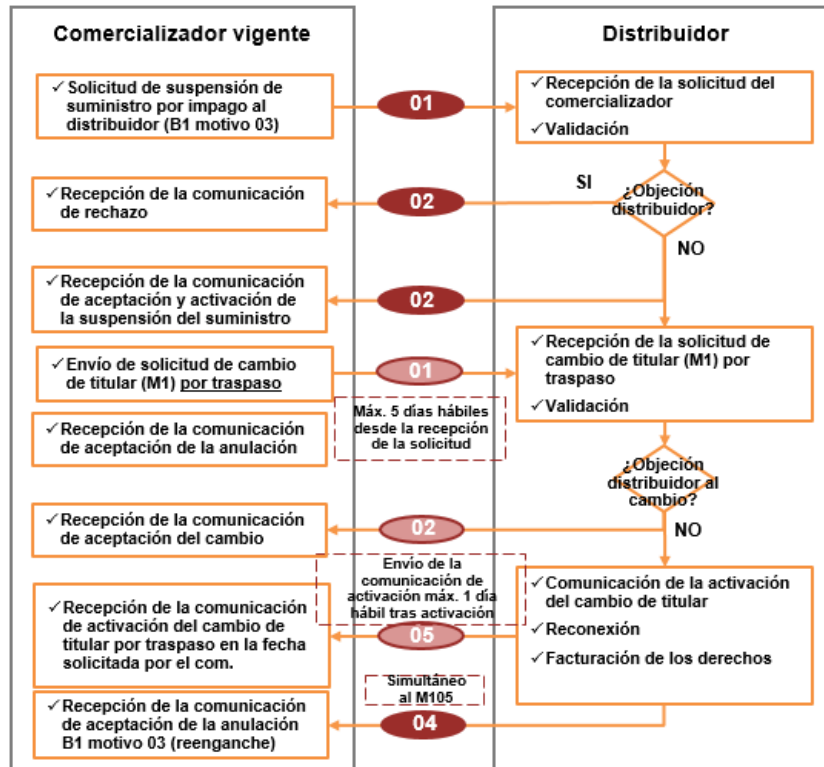 Comercializador vigente
Distribuidor
✓ Solicitud de suspensión de
suministro por impago al
distribuidor (B1 motivo 03)
01
✓ Recepción de la solicitud del
comercializador
✓ Validación
SI
¿Objeción
distribuidor?
✓ Recepción de la comunicación
de rechazo
02
NO
✓ Recepción de la comunicación
de aceptación y activación de
la suspensión del suministro
02
✓ Envío de solicitud de cambio
de titular (M1) por traspaso
01
✓ Recepción de la solicitud de
cambio de titular (M1) por
traspaso
✓ Validación
Máx. 5 días hábiles
desde la recepción
de la solicitud
✓ Recepción de la comunicación
de aceptación de la anulación
¿Objeción
distribuidor al
cambio?
✓ Recepción de la comunicación
de aceptación del cambio
02
NO
Envío de la
comunicación de
activación máx. 1 día
hábil tras activación
✓ Comunicación de la activación
del cambio de titular
✓ Reconexión
✓ Facturación de los derechos
✓ Recepción de la comunicación
de activación del cambio de
titular por traspaso en la fecha
solicitada por el com.
05
Simultáneo
al M105
✓ Recepción de la comunicación
de aceptación de la anulación
B1 motivo 03 (reenganche)
04